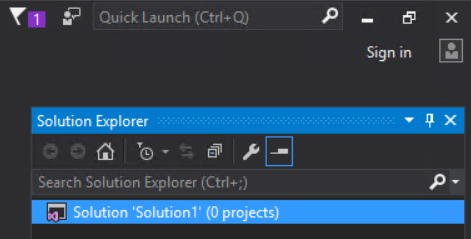 1
Quick Launch (Ctrl+Q)
Sign in
Solution Explorer
Search Solution Explorer (Ctrl+;)
Solution 'Solution1' (0 projects)